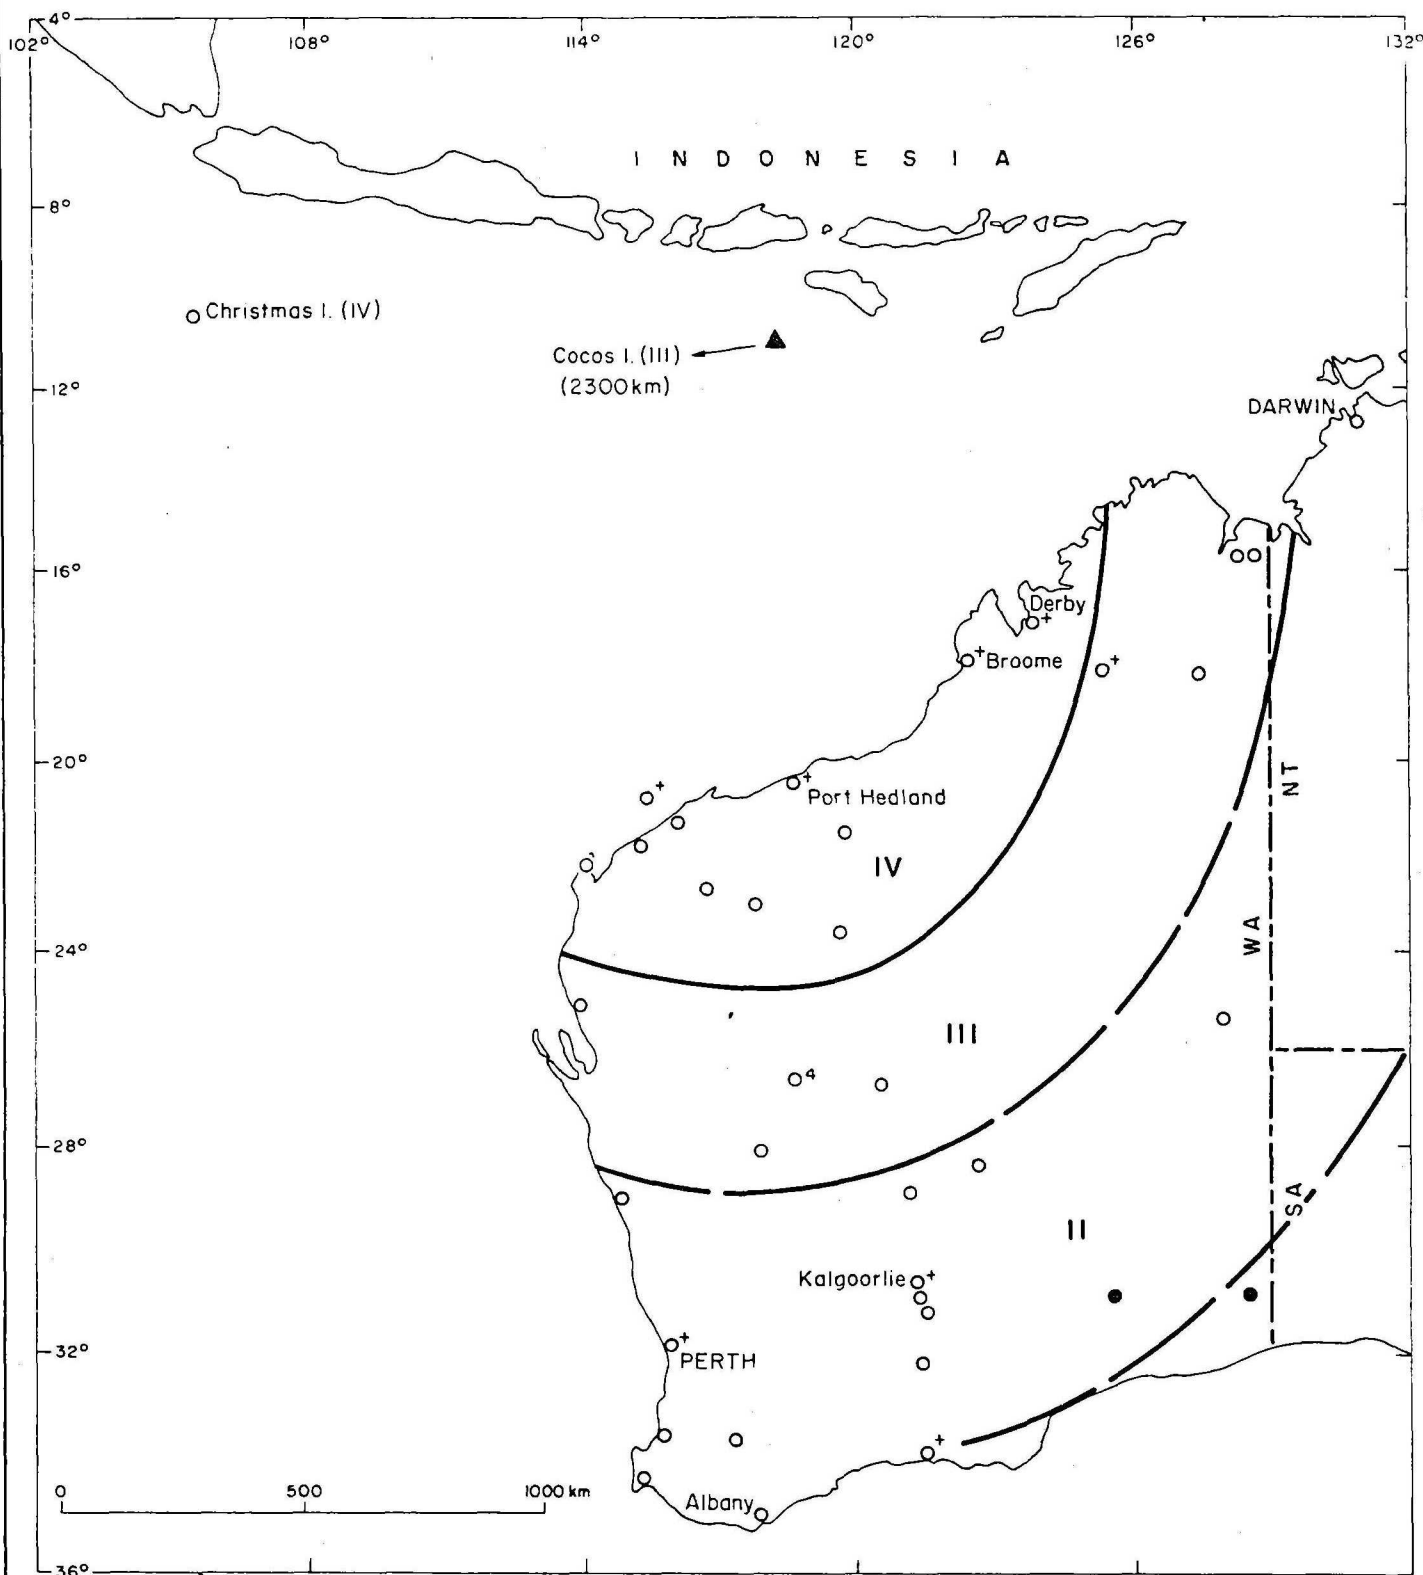 4°
102° 108° 114° 120° 126° 132°
INDONESIA
8°
Christmas I. (IV)
Cocos I. (III)
(2300km)
12°
DARWIN
16°
Derby
+
+ Broome
+
20°
NT
+
+
Port Hedland
IV
WA
24°
III
4
28°
SA
II
Kalgoorlie +
32°
+
PERTH
+
0 500 1000 km
Albany
36°